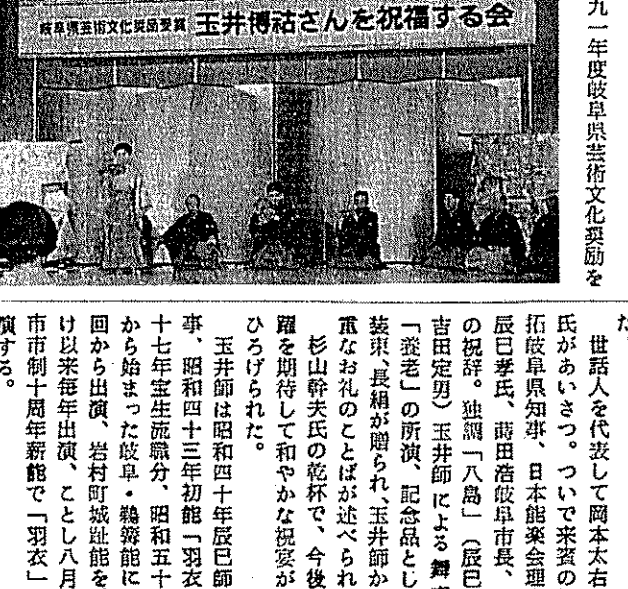 岐阜県芸術文化奨励受賞 玉井博祜さんを祝福する会
九一年度岐阜県芸術文化奨励を
た。
世話人を代表して岡本太右
氏があいさつ。ついで来賓の
拓岐阜県知事、日本能楽会理
辰巳孝氏、蒔田浩岐阜市長、
の祝辞。独調「八島」(辰巳
吉田定男)玉井師による舞
「養老」の所演、記念品とし
装束、長絹が贈られ、玉井師か
重なお礼のことばが述べられ
杉山幹夫氏の乾杯で、今後
躍を期待して和やかな祝宴が
ひろげられた。
玉井師は昭和四十年辰巳師
事、昭和四十三年初能「羽衣
十七年宝生流職分、昭和五十
から始まった岐阜・鵜篝能に
回から出演、岩村町城趾能を
け以来毎年出演、ことし八月
市市制十周年薪能で「羽衣」
演する。